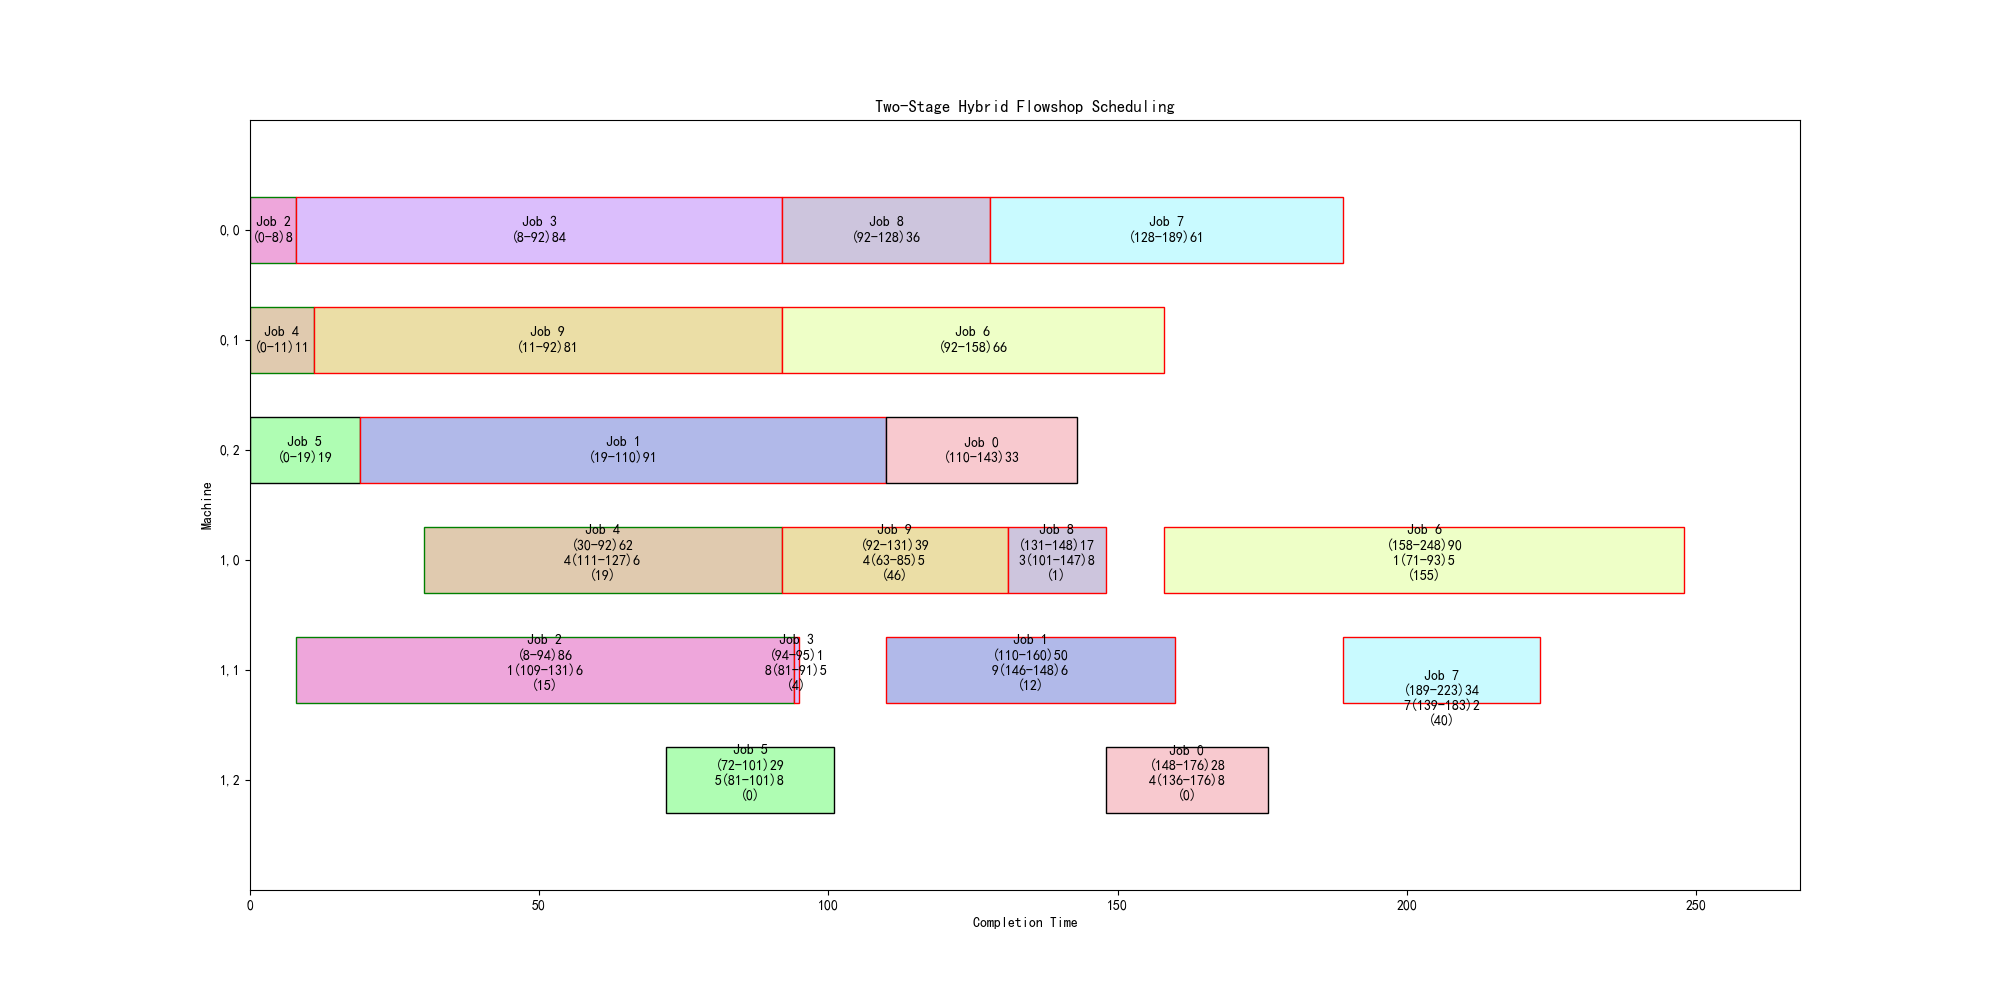 Two-Stage Hybrid Flowshop Scheduling
Machine
0,0
Job 2
(0-8)8
Job 3
(8-92)84
Job 8
(92-128)36
Job 7
(128-189)61
0,1
Job 4
(0-11)11
Job 9
(11-92)81
Job 6
(92-158)66
0,2
Job 5
(0-19)19
Job 1
(19-110)91
Job 0
(110-143)33
1,0
Job 4
(30-92)62
4(111-127)6
(19)
Job 9
(92-131)39
4(63-85)5
(46)
Job 8
(131-148)17
3(101-147)8
(1)
Job 6
(158-248)90
1(71-93)5
(155)
1,1
Job 2
(8-94)86
1(109-131)6
(15)
Job 3
(94-95)1
8(81-91)5
(4)
Job 1
(110-160)50
9(146-148)6
(12)
Job 7
(189-223)34
7(139-183)2
(40)
1,2
Job 5
(72-101)29
5(81-101)8
(0)
Job 0
(148-176)28
4(136-176)8
(0)
0
50
100
150
200
250
Completion Time